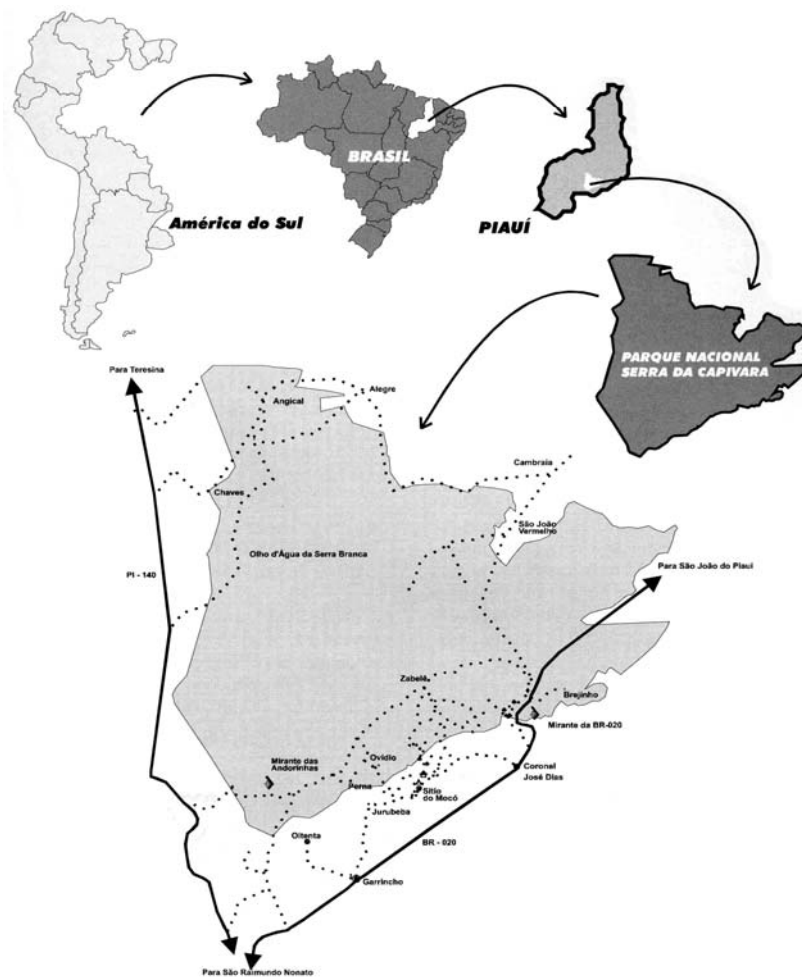 América do Sul
BRASIL
PIAUÍ
PARQUE NACIONAL
SERRA DA CAPIVARA
Para Teresina
Angical
Alegre
Cambraia
Chaves
São João
Vermelho
Olho d'Água da Serra Branca
Para São João do Piauí
PI - 140
Zabelê
Brejinho
Mirante da BR-020
Mirante das
Andorinhas
Ovídio
Coronel
José Dias
Perna
Sítio
do Mocó
Jurubeba
Oitenta
BR - 020
Garrincho
Para São Raimundo Nonato